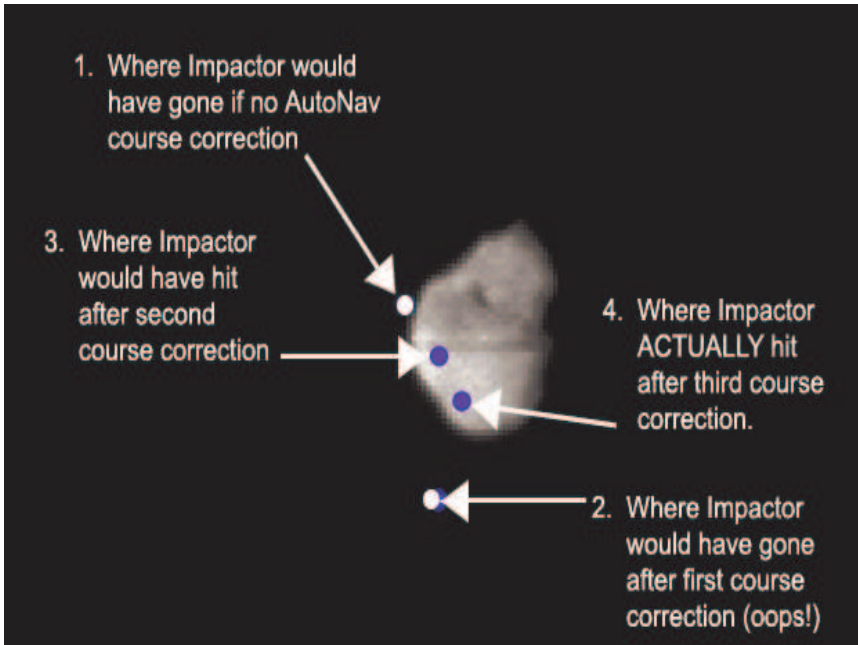 1. Where Impactor would
have gone if no AutoNav
course correction
3. Where Impactor
would have hit
after second
course correction
4. Where Impactor
ACTUALLY hit
after third course
correction.
2. Where Impactor
would have gone
after first course
correction (oops!)